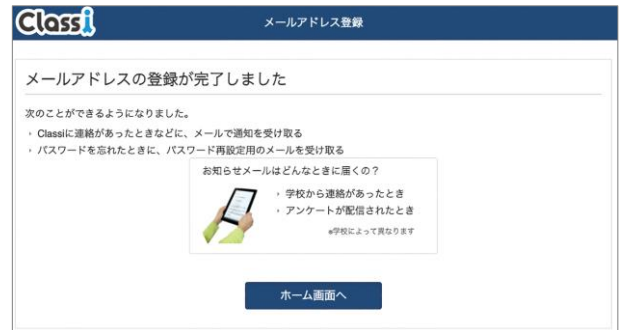 Classi
メールアドレス登録
メールアドレスの登録が完了しました
次のことができるようになりました。
› Classiに連絡があったときなどに、メールで通知を受け取る
› パスワードを忘れたときに、パスワード再設定用のメールを受け取る
お知らせメールはどんなときに届くの？
› 学校から連絡があったとき
› アンケートが配信されたとき
※学校によって異なります
ホーム画面へ